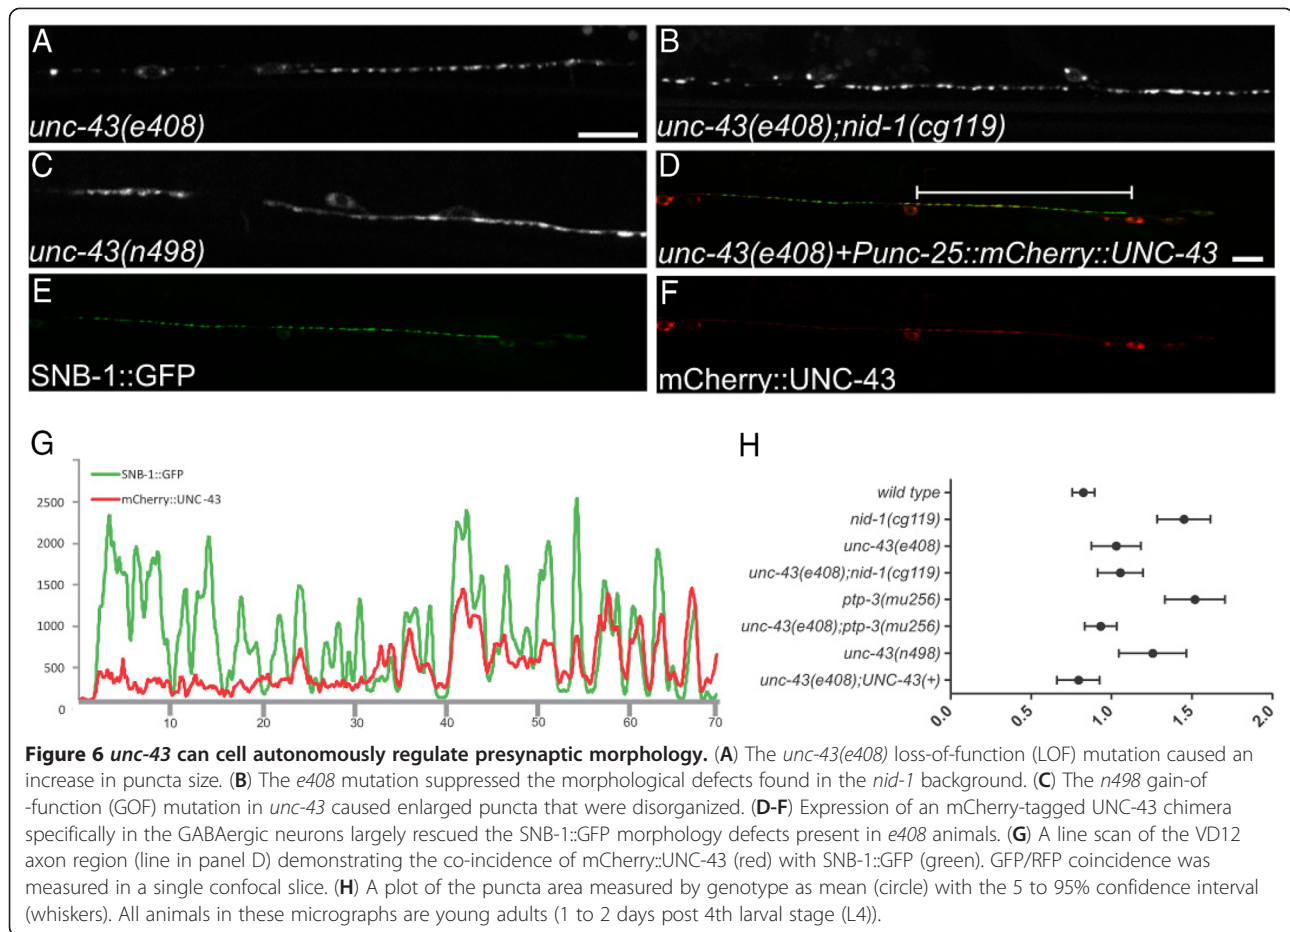 A
unc-43(e408)
B
unc-43(e408);nid-1(cg119)
C
unc-43(n498)
D
unc-43(e408)+Punc-25::mCherry::UNC-43
E
SNB-1::GFP
F
mCherry::UNC-43
G
SNB-1::GFP
mCherry::UNC-43
2500
2000
1500
1000
500
0
10
20
30
40
50
60
70
H
wild type
nid-1(cg119)
unc-43(e408)
unc-43(e408);nid-1(cg119)
ptp-3(mu256)
unc-43(e408);ptp-3(mu256)
unc-43(n498)
unc-43(e408);UNC-43(+)
0.0
0.5
1.0
1.5
2.0
Figure 6 unc-43 can cell autonomously regulate presynaptic morphology. (A) The unc-43(e408) loss-of-function (LOF) mutation caused an
increase in puncta size. (B) The e408 mutation suppressed the morphological defects found in the nid-1 background. (C) The n498 gain-of
-function (GOF) mutation in unc-43 caused enlarged puncta that were disorganized. (D-F) Expression of an mCherry-tagged UNC-43 chimera
specifically in the GABAergic neurons largely rescued the SNB-1::GFP morphology defects present in e408 animals. (G) A line scan of the VD12
axon region (line in panel D) demonstrating the co-incidence of mCherry::UNC-43 (red) with SNB-1::GFP (green). GFP/RFP coincidence was
measured in a single confocal slice. (H) A plot of the puncta area measured by genotype as mean (circle) with the 5 to 95% confidence interval
(whiskers). All animals in these micrographs are young adults (1 to 2 days post 4th larval stage (L4)).